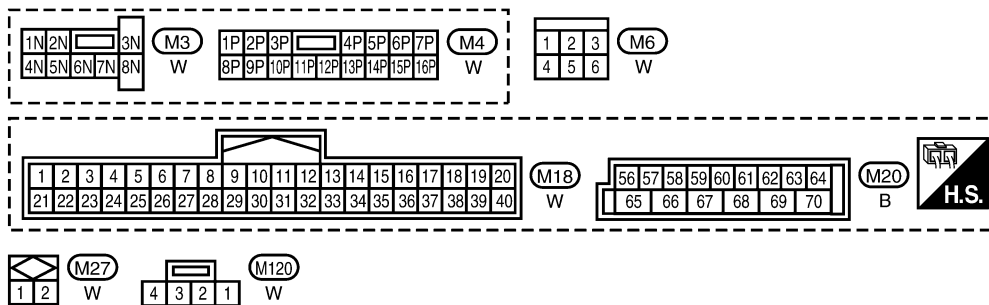 1N 2N 3N
4N 5N 6N 7N 8N
M3
W
1P 2P 3P 4P 5P 6P 7P
8P 9P 10P 11P 12P 13P 14P 15P 16P
M4
W
1 2 3
4 5 6
M6
W
1 2 3 4 5 6 7 8 9 10 11 12 13 14 15 16 17 18 19 20
21 22 23 24 25 26 27 28 29 30 31 32 33 34 35 36 37 38 39 40
M18
W
56 57 58 59 60 61 62 63 64
65 66 67 68 69 70
M20
B
H.S.
1 2
M27
W
4 3 2 1
M120
W